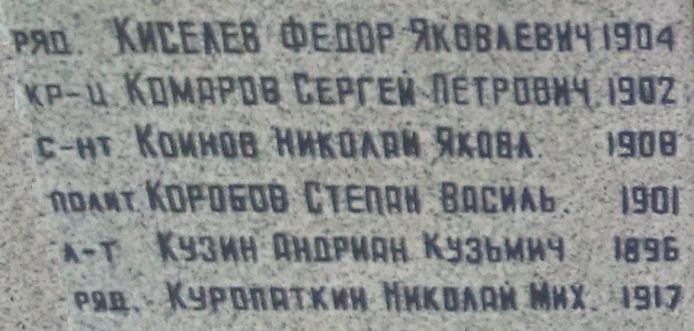 РЯД. КИСЕЛЕВ ФЕДОР ЯКОВЛЕВИЧ 1904
КР-Ц КОМАРОВ СЕРГЕЙ ПЕТРОВИЧ 1902
С-НТ КОИНОВ НИКОЛАЙ ЯКОВЛ. 1908
ПОЛИТ КОРОБОВ СТЕПАН ВАСИЛЬ. 1901
Л-Т КУЗИН АНДРИАН КУЗЬМИЧ 1896
РЯД. КУРОПАТКИН НИКОЛАЙ МИХ. 1917